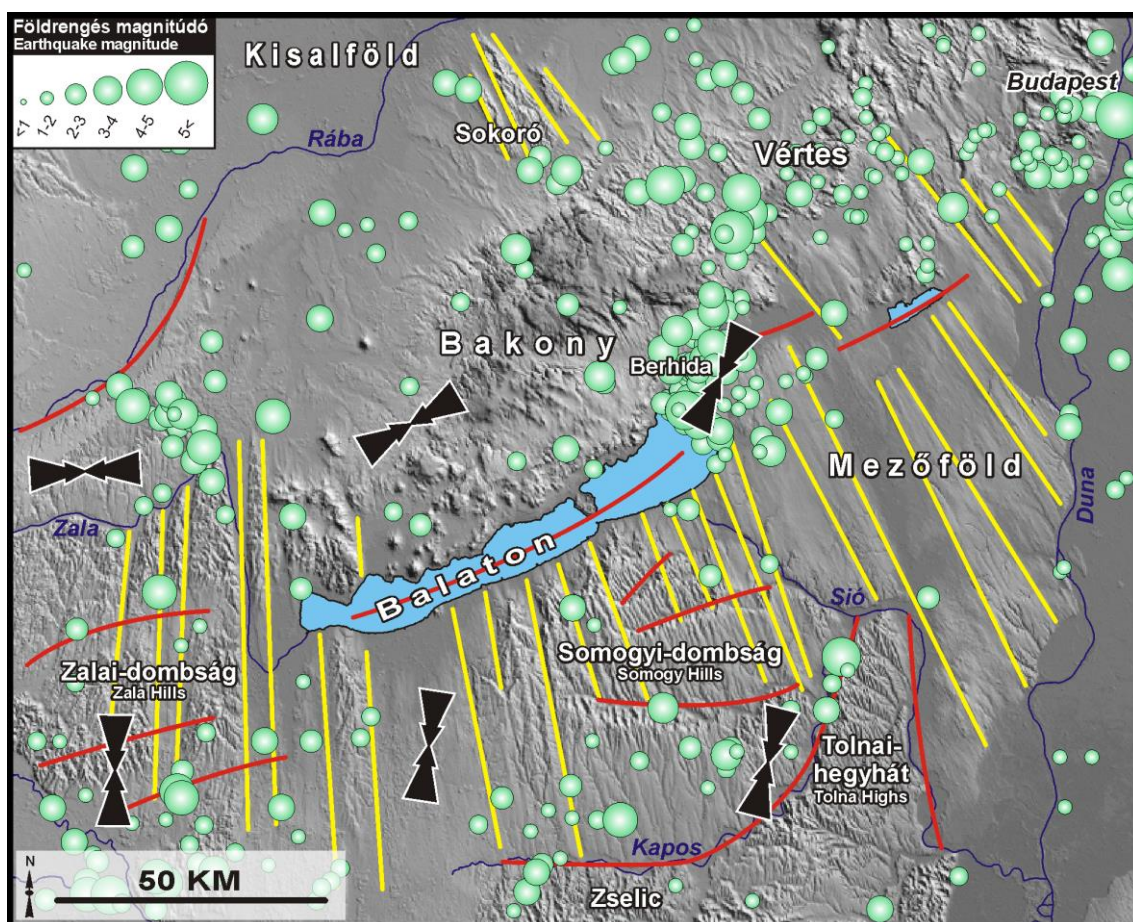 Földrengés magnitúdó
Earthquake magnitude
<1
1-2
2-3
3-4
4-5
5<
Kisalföld
Budapest
Sokoró
Rába
Vértes
Bakony
Berhida
Mezőföld
Duna
Zala
Balaton
Sió
Somogyi-dombság
Somogy Hills
Zalai-dombság
Zala Hills
Tolnai-
hegyhát
Tolna Highs
Kapos
N
50 KM
Zselic